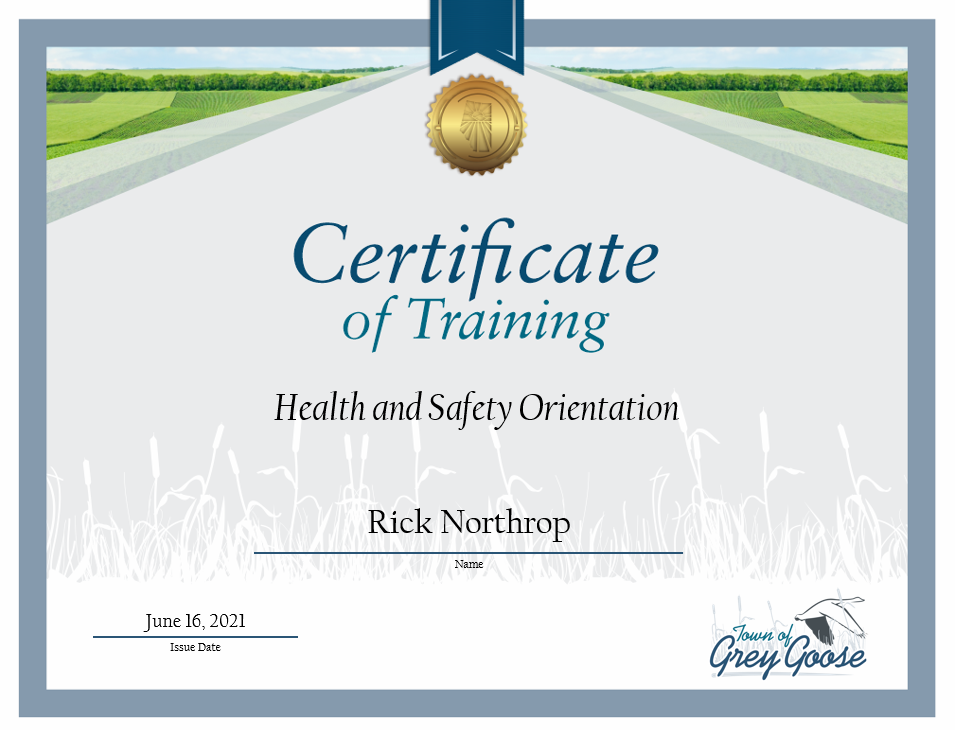 Certificate
of Training
Health and Safety Orientation
Rick Northrop
Name
June 16, 2021
Issue Date
Town of
Grey Goose